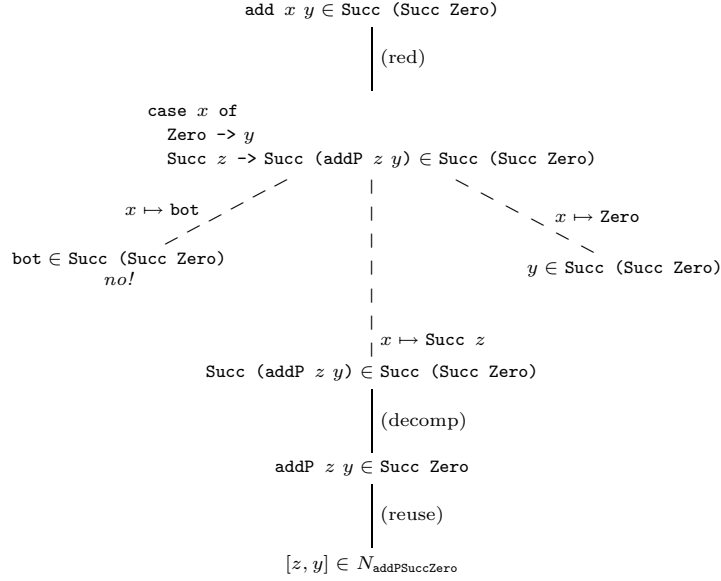 add x y ∈ Succ (Succ Zero)
(red)
case x of
Zero -> y
Succ z -> Succ (addP z y) ∈ Succ (Succ Zero)
x ↦ bot
x ↦ Zero
bot ∈ Succ (Succ Zero)
no!
y ∈ Succ (Succ Zero)
x ↦ Succ z
Succ (addP z y) ∈ Succ (Succ Zero)
(decomp)
addP z y ∈ Succ Zero
(reuse)
[z, y] ∈ N_addPSuccZero